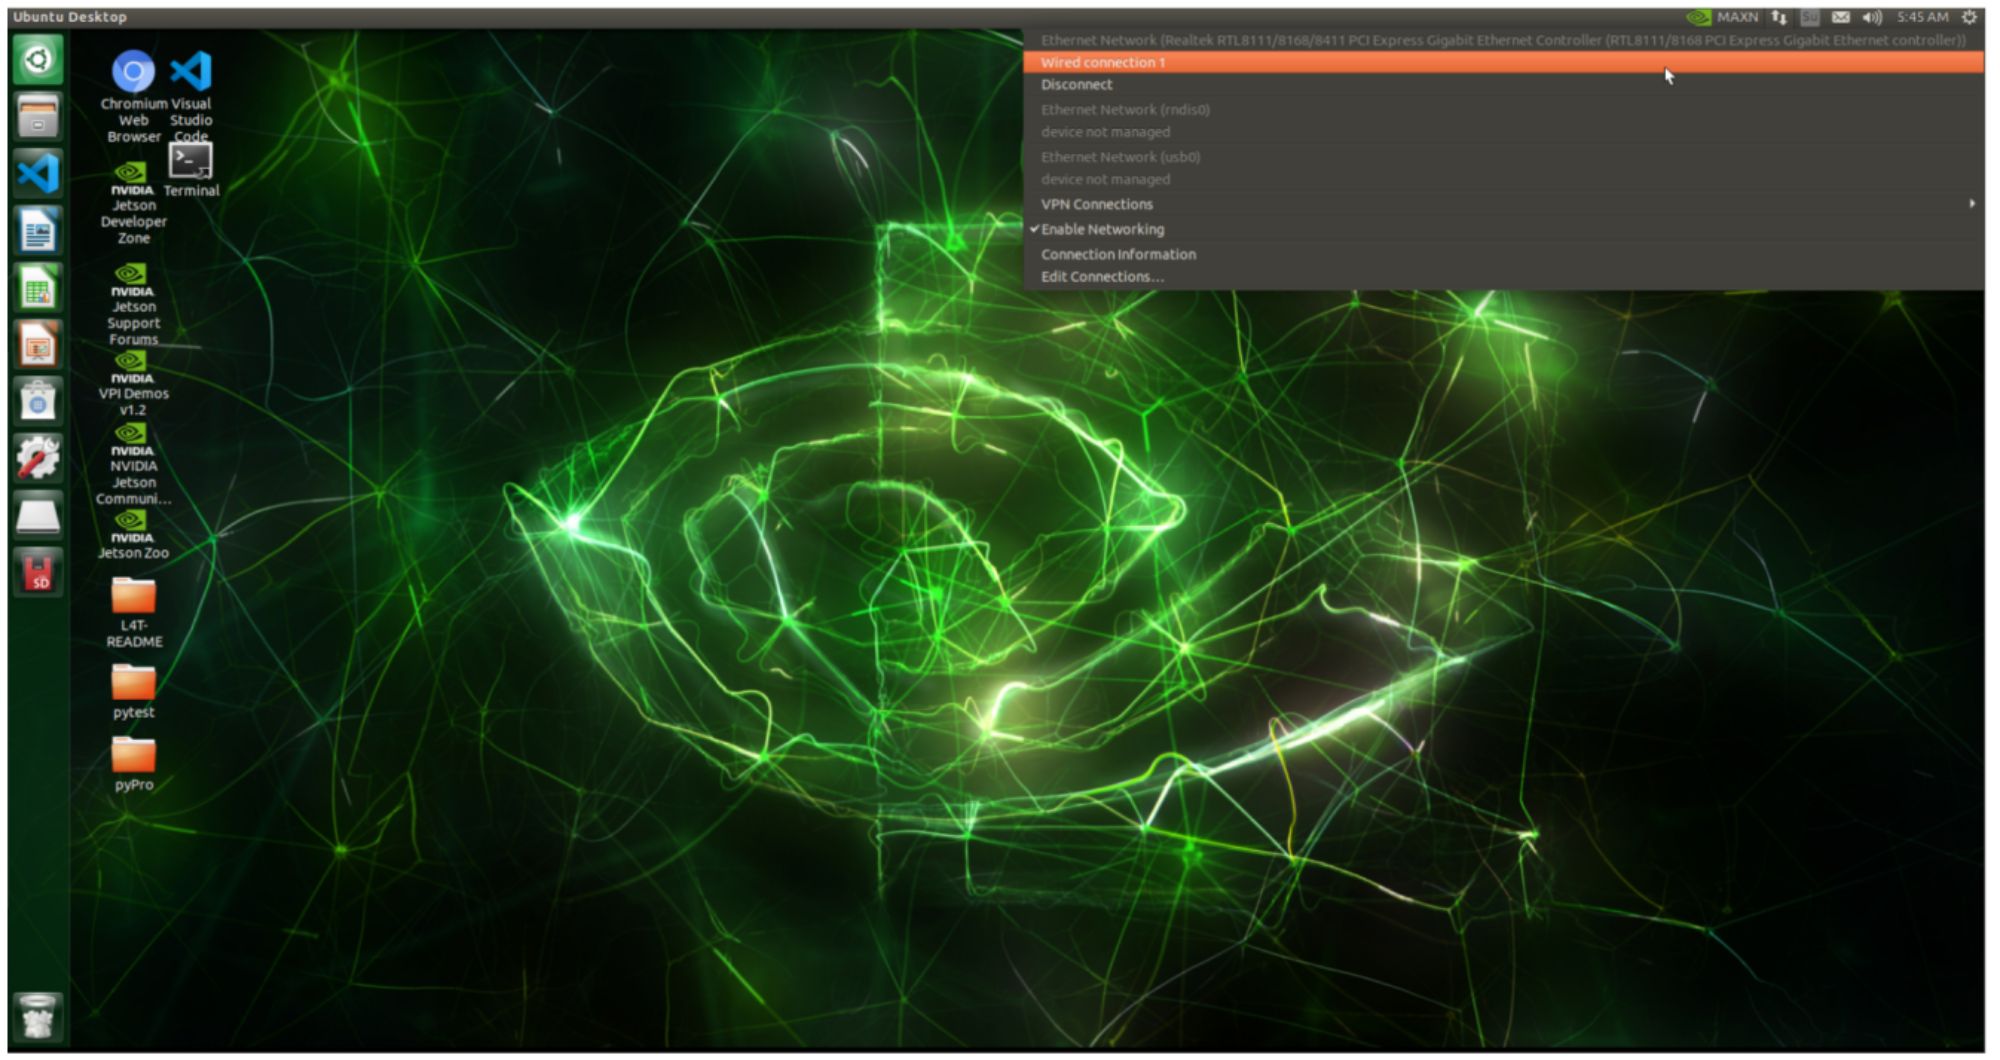 Ubuntu Desktop
MAXN
Su
5:45 AM
Ethernet Network (Realtek RTL8111/8168/8411 PCI Express Gigabit Ethernet Controller (RTL8111/8168 PCI Express Gigabit Ethernet controller))
Wired connection 1
Disconnect
Ethernet Network (rndis0)
device not managed
Ethernet Network (usb0)
device not managed
VPN Connections
Enable Networking
Connection Information
Edit Connections...
Chromium
Web
Browser
Visual
Studio
Code
Terminal
NVIDIA
Jetson
Developer
Zone
NVIDIA
Jetson
Support
Forums
NVIDIA
VPI Demos
v1.2
NVIDIA
NVIDIA
Jetson
Communi...
NVIDIA
Jetson Zoo
SD
L4T-
README
pytest
pyPro